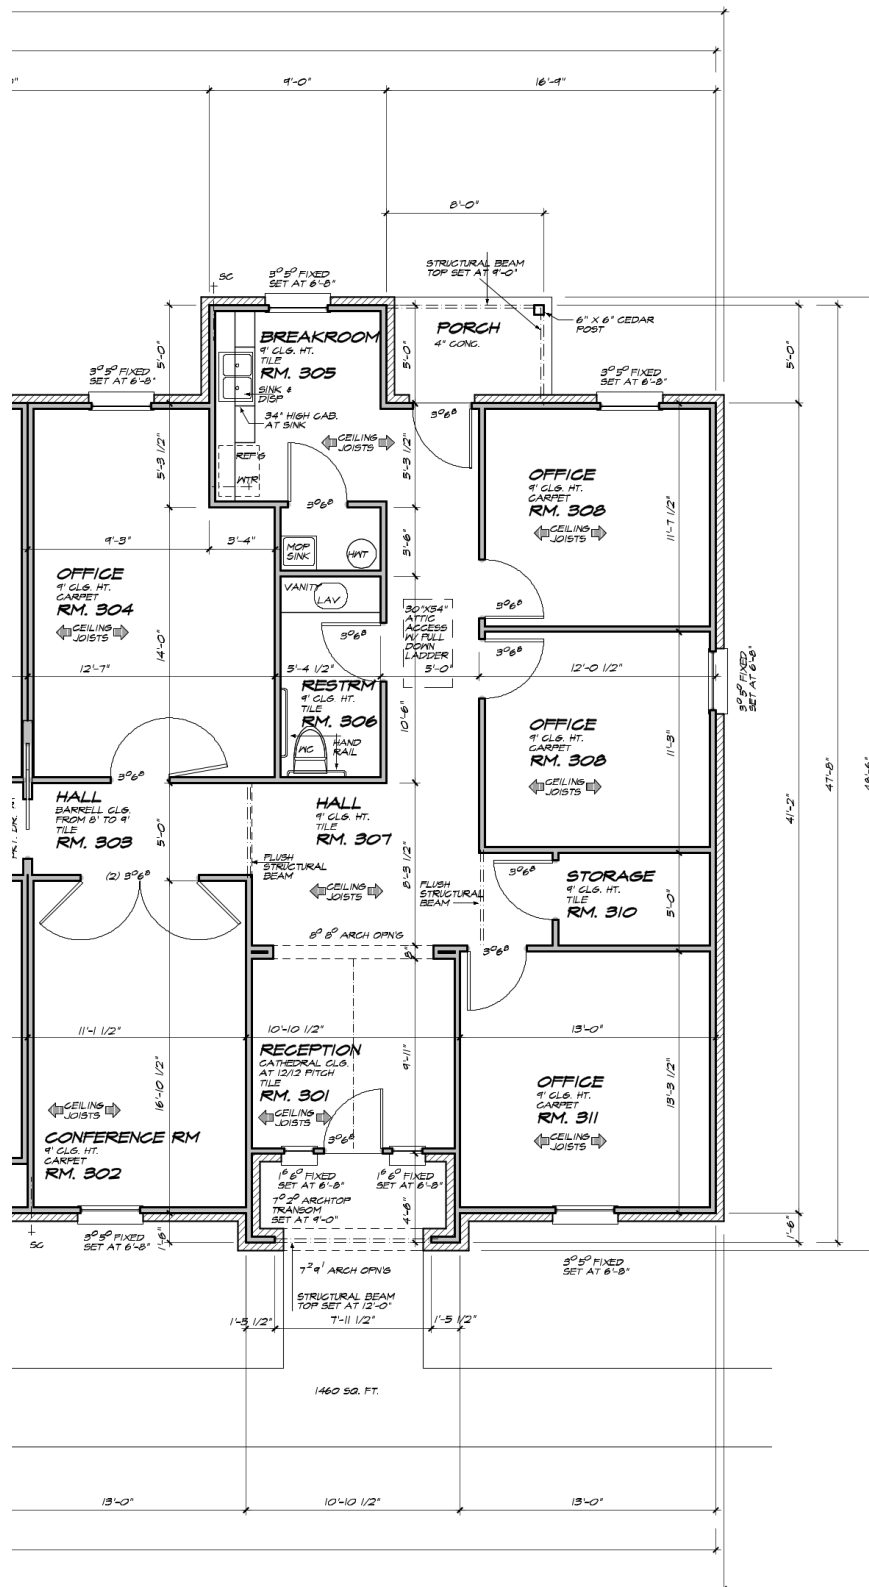 9'-0"
16'-9"
8'-0"
SC
3⁰5⁰ FIXED
SET AT 6'-8"
STRUCTURAL BEAM
TOP SET AT 9'-0"
BREAKROOM
9' CLG. HT.
TILE
RM. 305
SINK &
DISP
34" HIGH CAB.
AT SINK
PORCH
4" CONC.
6" X 6" CEDAR
POST
5'-0"
5'-0"
5'-0"
3⁰5⁰ FIXED
SET AT 6'-8"
3⁰5⁰ FIXED
SET AT 6'-8"
3⁰6⁸
CEILING
JOISTS
5'-3 1/2"
5'-3 1/2"
REF'G
WTR
3⁰6⁸
OFFICE
9' CLG. HT.
CARPET
RM. 308
CEILING
JOISTS
11'-7 1/2"
9'-3"
3'-4"
3'-6"
MOP
SINK
HWT
OFFICE
9' CLG. HT.
CARPET
RM. 304
CEILING
JOISTS
VANITY
LAV
3⁰6⁸
30"X54"
ATTIC
ACCESS
W/ PULL
DOWN
LADDER
3⁰6⁸
3⁰6⁸
14'-0"
12'-7"
5'-4 1/2"
5'-0"
12'-0 1/2"
RESTRM
9' CLG. HT.
TILE
RM. 306
10'-6"
3⁰5⁰ FIXED
SET AT 6'-8"
OFFICE
9' CLG. HT.
CARPET
RM. 308
11'-3"
WC
HAND
RAIL
3⁰6⁸
CEILING
JOISTS
47'-8"
41'-2"
HALL
BARRELL CLG.
FROM 8' TO 9'
TILE
RM. 303
5'-0"
HALL
9' CLG. HT.
TILE
RM. 307
(2) 3⁰6⁸
FLUSH
STRUCTURAL
BEAM
8'-3 1/2"
CEILING
JOISTS
FLUSH
STRUCTURAL
BEAM
3⁰6⁸
STORAGE
9' CLG. HT.
TILE
RM. 310
5'-0"
8⁰ 8⁰ ARCH OPN'G
8"
3⁰6⁸
11'-1 1/2"
10'-10 1/2"
13'-0"
RECEPTION
CATHEDRAL CLG.
AT 12/12 PITCH
TILE
RM. 301
9'-11"
CEILING
JOISTS
3⁰6⁸
16'-10 1/2"
CEILING
JOISTS
CONFERENCE RM
9' CLG. HT.
CARPET
RM. 302
OFFICE
9' CLG. HT.
CARPET
RM. 311
CEILING
JOISTS
13'-3 1/2"
1⁶ 6⁰ FIXED
SET AT 6'-8"
1⁶ 6⁰ FIXED
SET AT 6'-8"
7⁰ 2⁰ ARCHTOP
TRANSOM
SET AT 9'-0"
4'-6"
SC
3⁰5⁰ FIXED
SET AT 6'-8"
1'-6"
1'-6"
7² 9¹ ARCH OPN'G
3⁰5⁰ FIXED
SET AT 6'-8"
STRUCTURAL BEAM
TOP SET AT 12'-0"
1'-5 1/2"
7'-11 1/2"
1'-5 1/2"
1460 SQ. FT.
13'-0"
10'-10 1/2"
13'-0"